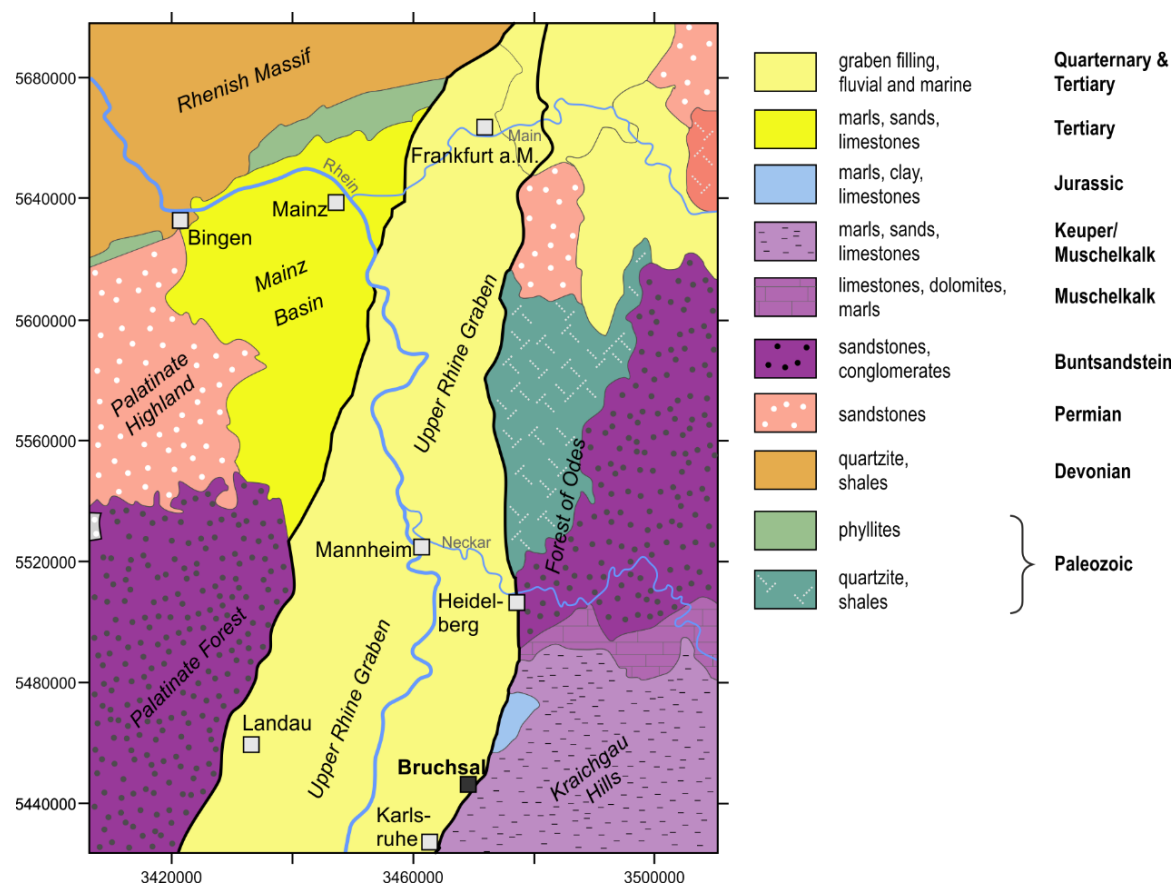 3420000
3460000
3500000
5680000
5640000
5600000
5560000
5520000
5480000
5440000
Rhenish Massif
Rhein
Main
Frankfurt a.M.
Mainz
Bingen
Mainz
Basin
Palatinate
Highland
Upper Rhine Graben
Forest of Odes
Mannheim
Neckar
Heidel-
berg
Palatinate Forest
Landau
Upper Rhine Graben
Bruchsal
Kraichgau
Hills
Karls-
ruhe
graben filling,
fluvial and marine
Quarternary &
Tertiary
marls, sands,
limestones
Tertiary
marls, clay,
limestones
Jurassic
marls, sands,
limestones
Keuper/
Muschelkalk
limestones, dolomites,
marls
Muschelkalk
sandstones,
conglomerates
Buntsandstein
sandstones
Permian
quartzite,
shales
Devonian
phyllites
quartzite,
shales
Paleozoic